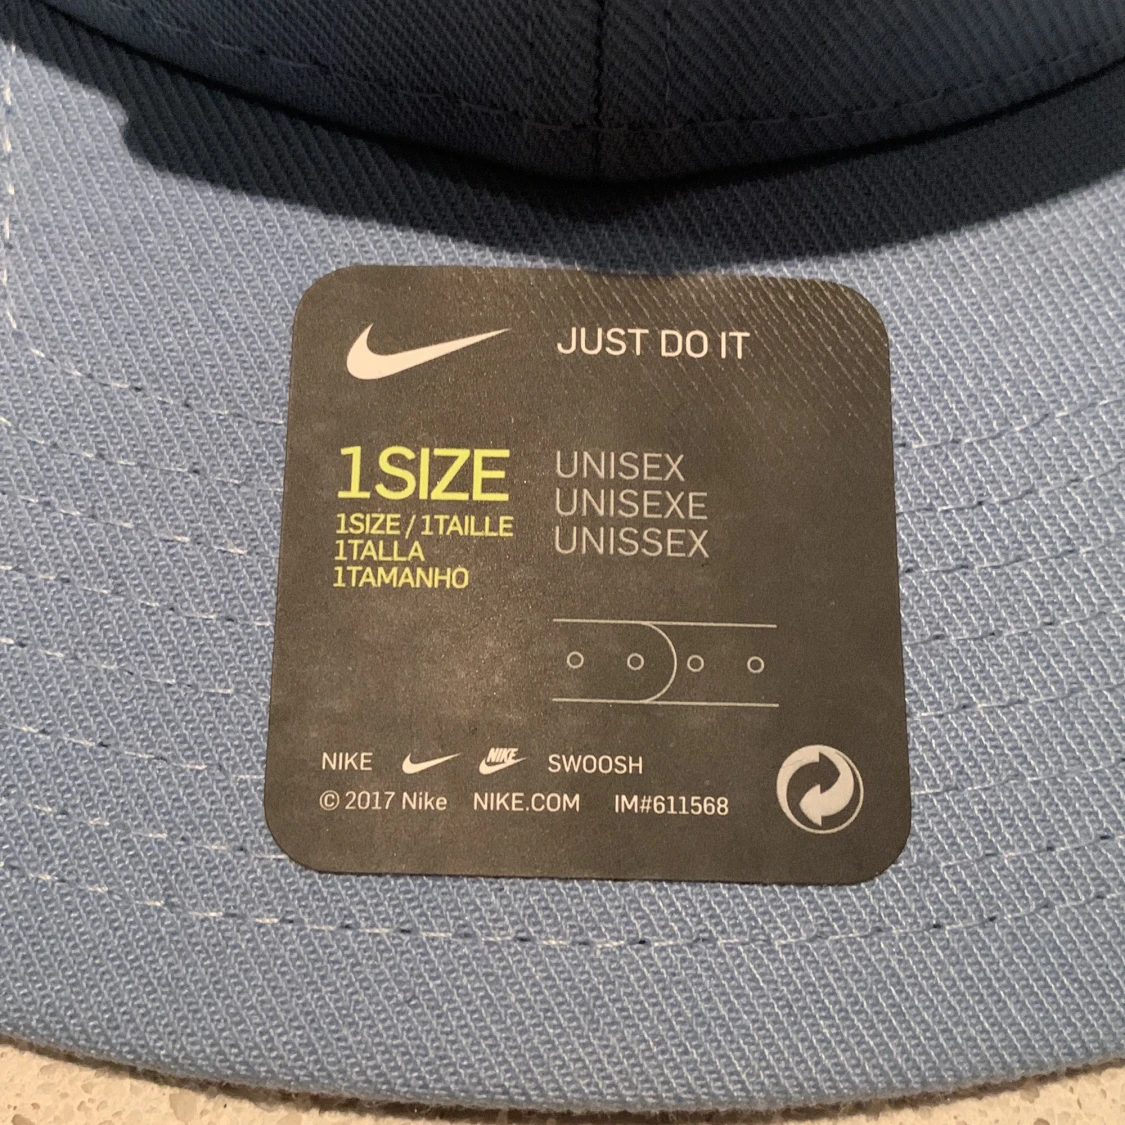 JUST DO IT
1SIZE
1SIZE / 1TAILLE
1TALLA
1TAMANHO
UNISEX
UNISEXE
UNISSEX
NIKE NIKE SWOOSH
© 2017 Nike NIKE.COM IM#611568